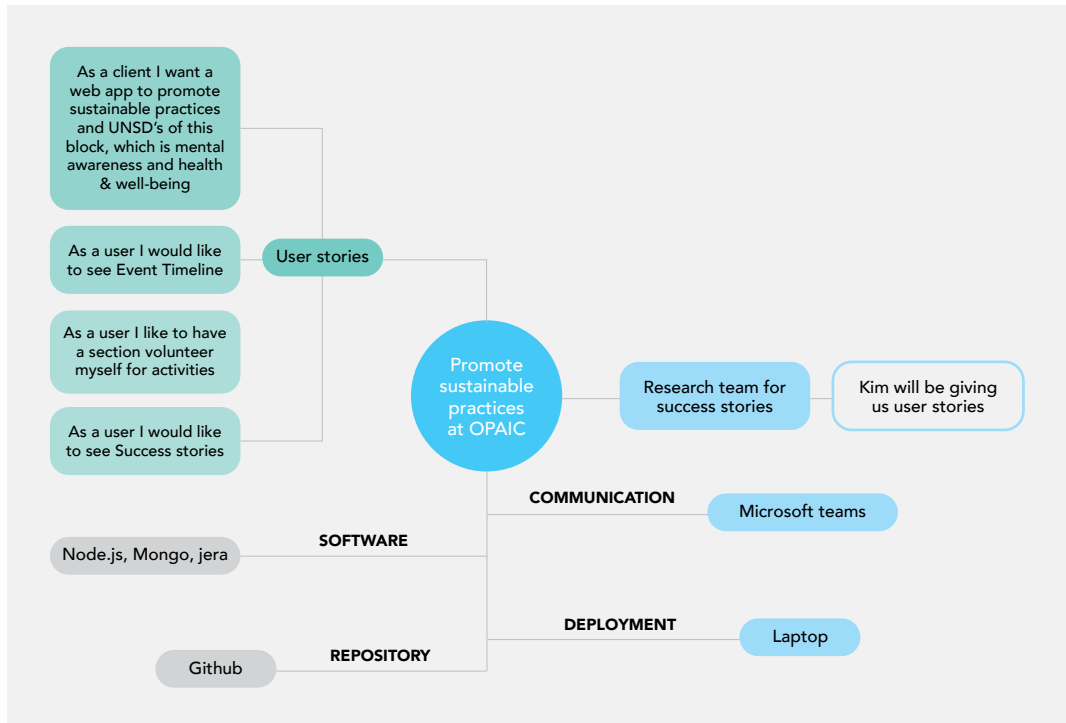 As a client I want a
web app to promote
sustainable practices
and UNSD's of this
block, which is mental
awareness and health
& well-being
As a user I would like
to see Event Timeline
As a user I like to have
a section volunteer
myself for activities
As a user I would like
to see Success stories
User stories
Promote
sustainable
practices
at OPAIC
Research team for
success stories
Kim will be giving
us user stories
COMMUNICATION
Microsoft teams
SOFTWARE
Node.js, Mongo, jera
DEPLOYMENT
Laptop
REPOSITORY
Github